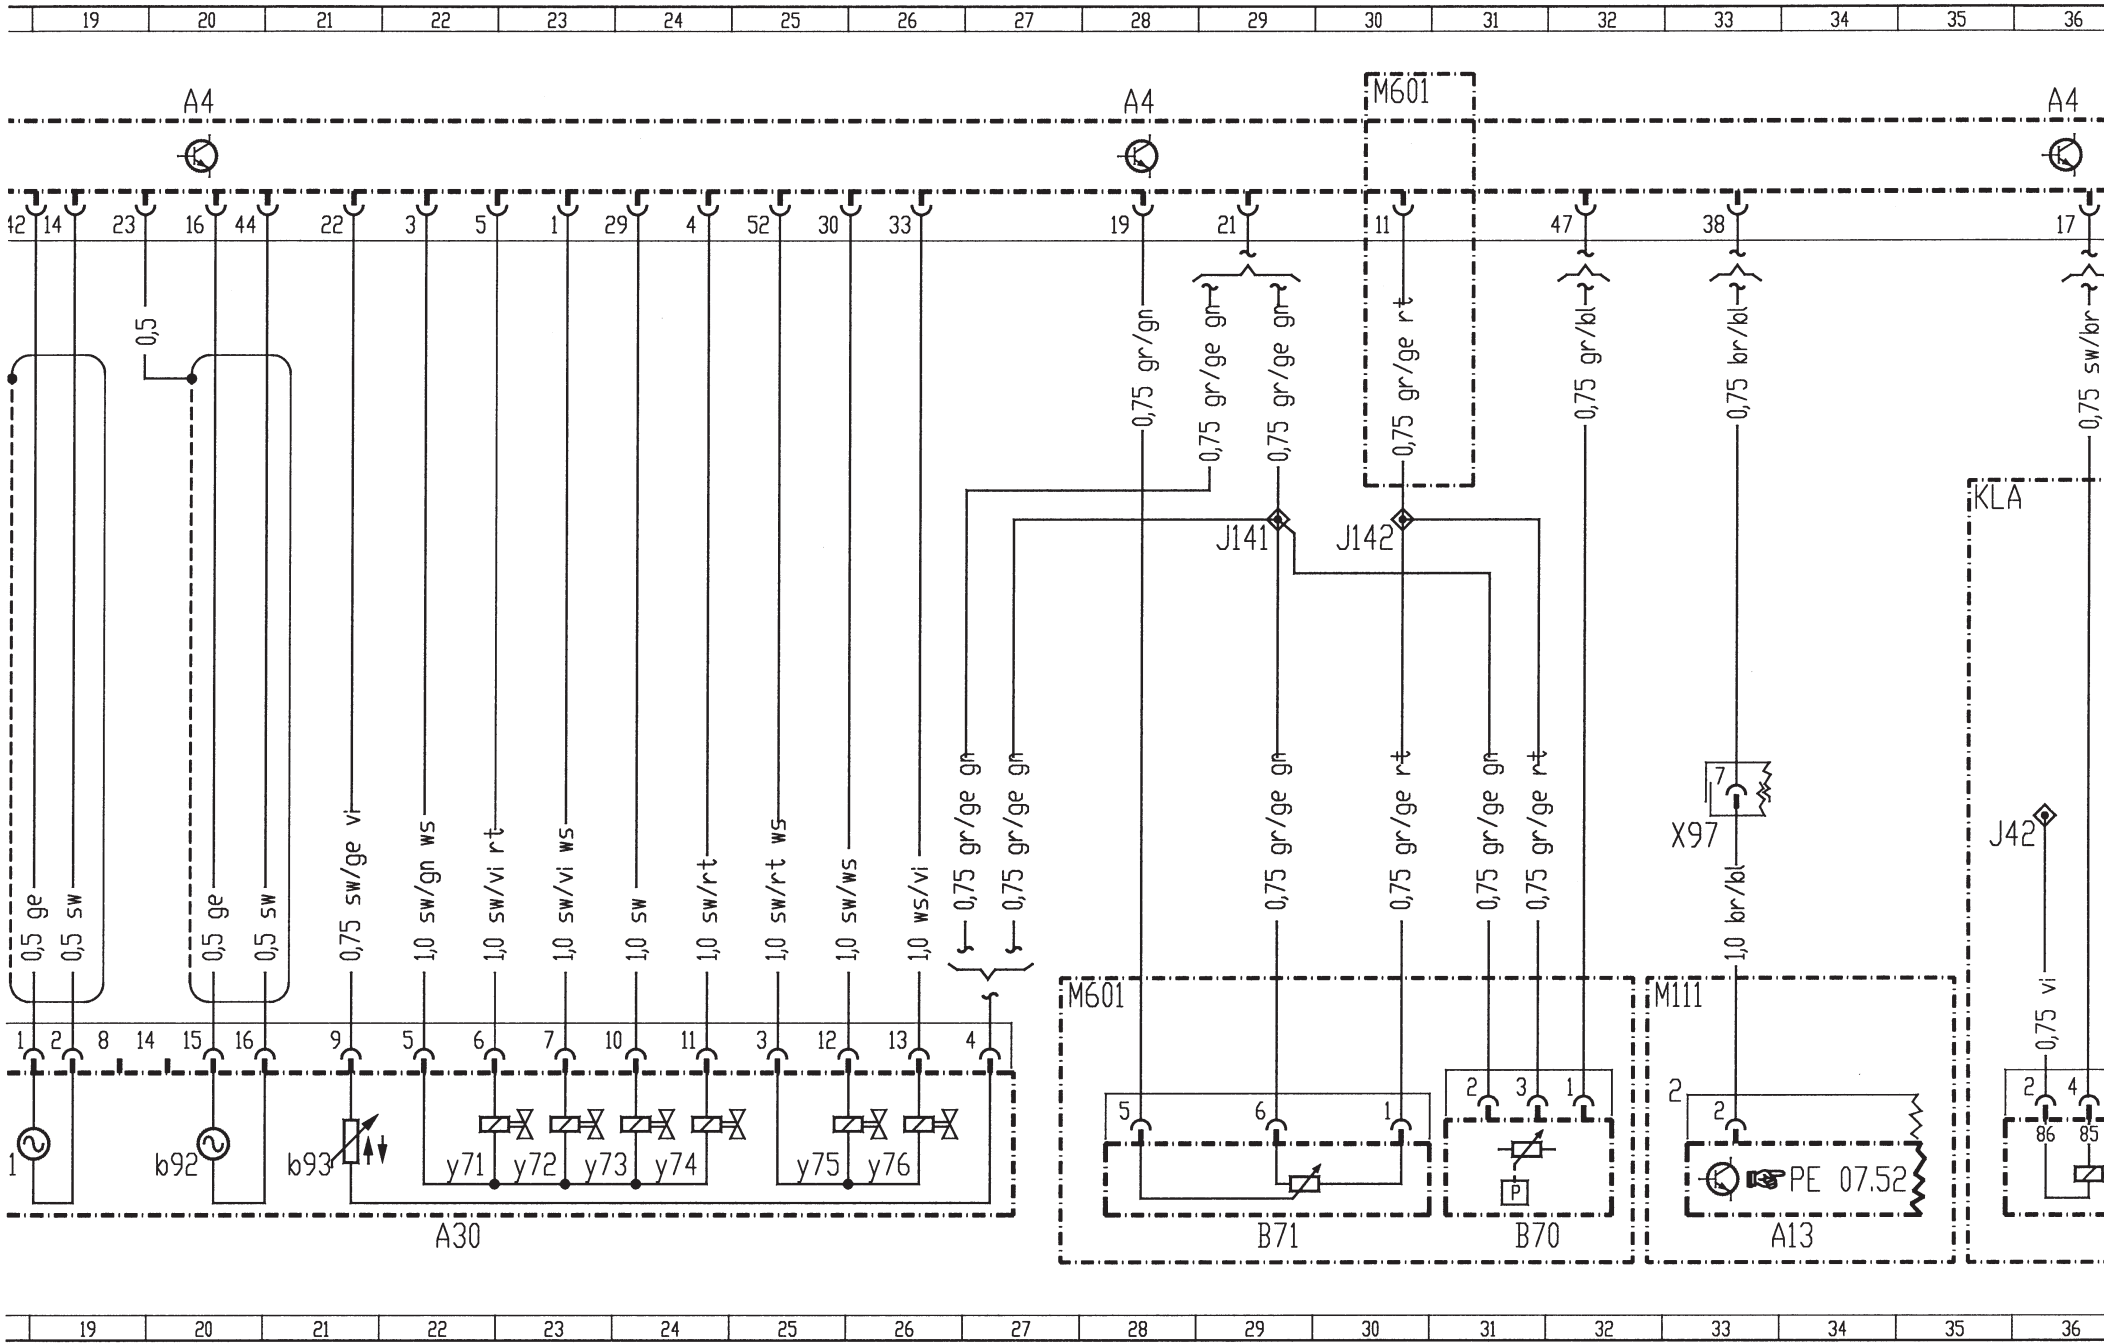 19 20 21 22 23 24 25 26 27 28 29 30 31 32 33 34 35 36
M601
A4 A4 A4
42 14 23 16 44 22 3 5 1 29 4 52 30 33 19 21 11 47 38 17
0,5
0,75 gr/gn
0,75 gr/ge gn
0,75 gr/ge gn
0,75 gr/ge rt
0,75 gr/bl
0,75 br/bl
0,75 sw/br
KLA
J141 J142
7
X97
J42
0,5 ge
0,5 sw
0,5 ge
0,5 sw
0,75 sw/ge vi
1,0 sw/gn ws
1,0 sw/vi rt
1,0 sw/vi ws
1,0 sw
1,0 sw/rt
1,0 sw/rt ws
1,0 sw/ws
1,0 ws/vi
0,75 gr/ge gn
0,75 gr/ge gn
0,75 gr/ge gn
0,75 gr/ge rt
0,75 gr/ge gn
0,75 gr/ge rt
1,0 br/bl
0,75 vi
M601 M111
1 2 8 14 15 16 9 5 6 7 10 11 3 12 13 4
2 3 1 2 2 4
5 6 1 2
86 85
1 b92 b93 y71 y72 y73 y74 y75 y76
P
PE 07.52
A30 B71 B70 A13
19 20 21 22 23 24 25 26 27 28 29 30 31 32 33 34 35 36